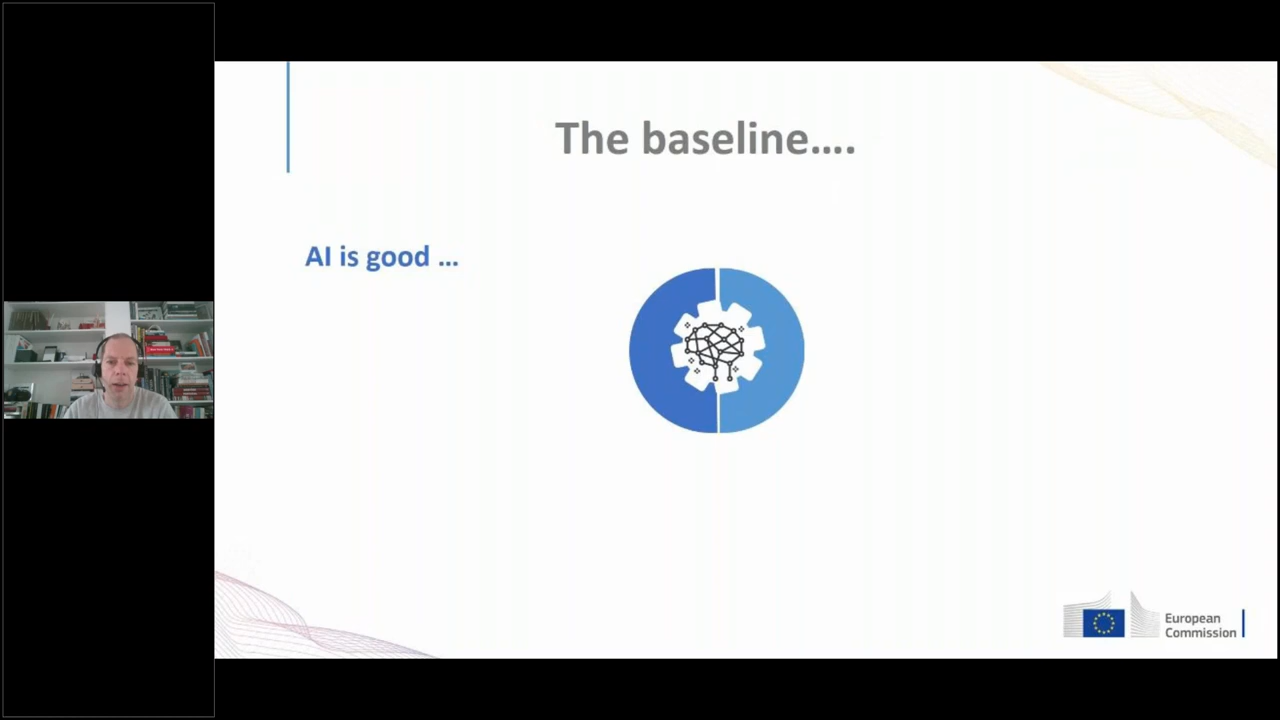 The baseline....
AI is good ...
European
Commission